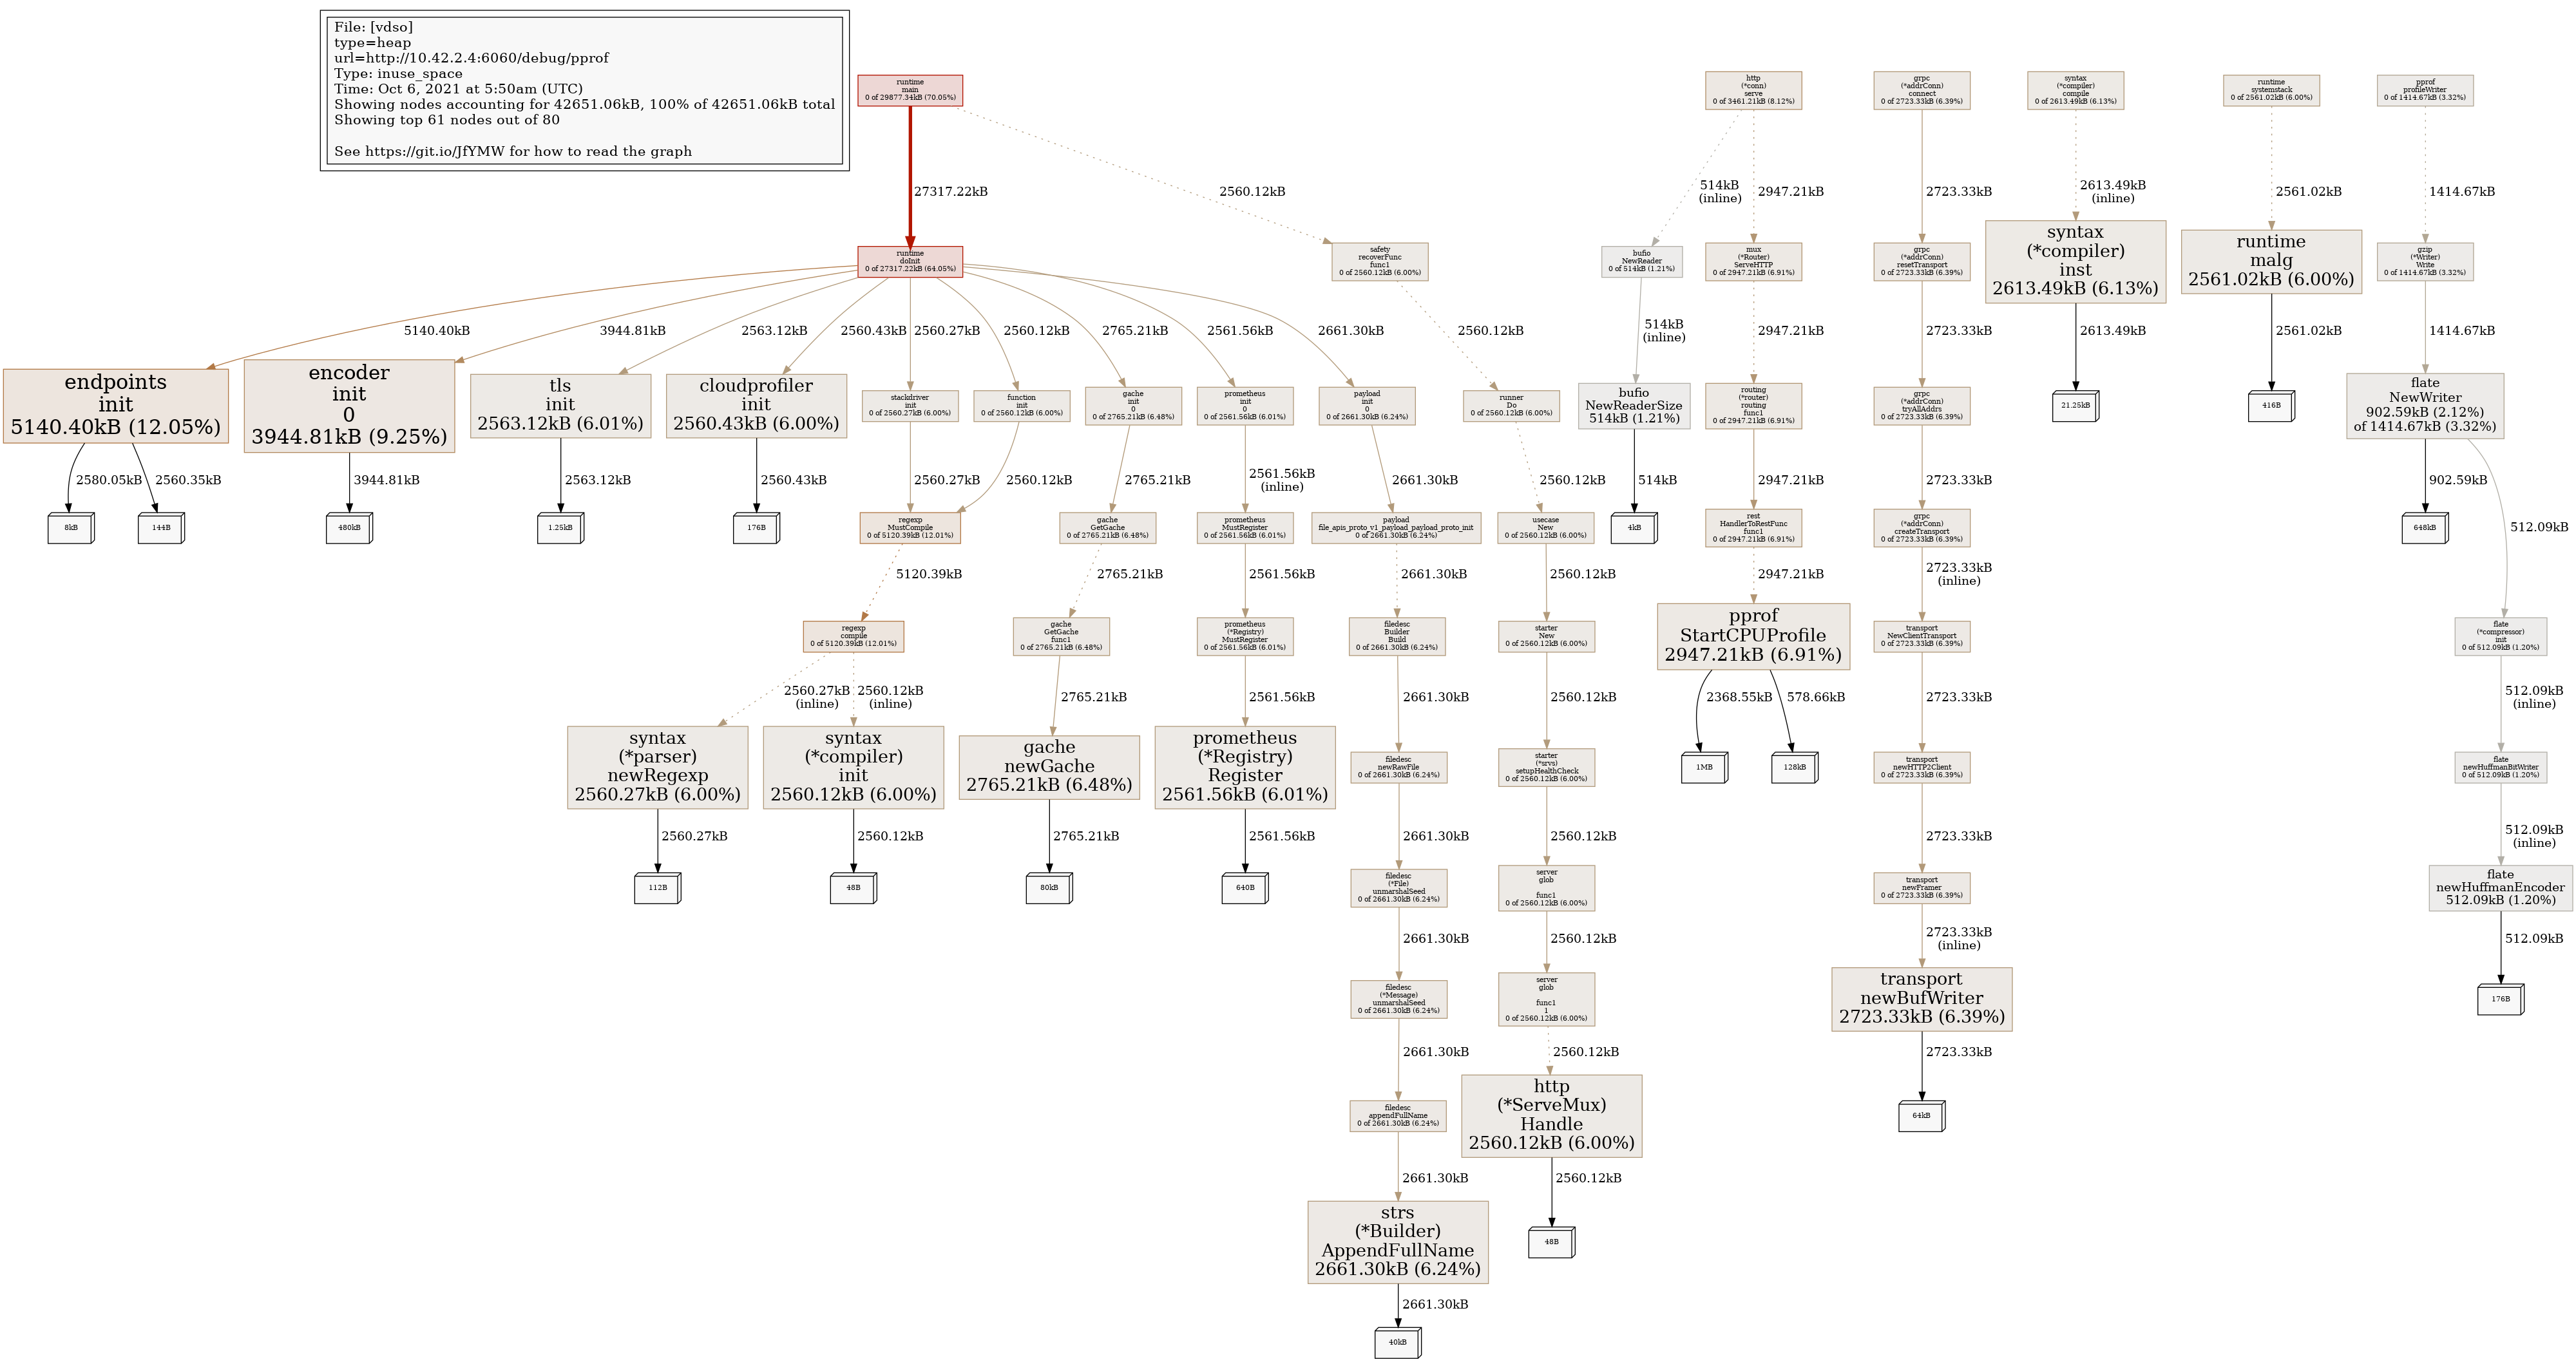 File: [vdso]
type=heap
url=http://10.42.2.4:6060/debug/pprof
Type: inuse_space
Time: Oct 6, 2021 at 5:50am (UTC)
Showing nodes accounting for 42651.06kB, 100% of 42651.06kB total
Showing top 61 nodes out of 80
See https://git.io/JfYMW for how to read the graph
runtime
main
0 of 29877.34kB (70.05%)
http
(*conn)
serve
0 of 3461.21kB (8.12%)
grpc
(*addrConn)
connect
0 of 2723.33kB (6.39%)
syntax
(*compiler)
compile
0 of 2613.49kB (6.13%)
runtime
systemstack
0 of 2561.02kB (6.00%)
pprof
profileWriter
0 of 1414.67kB (3.32%)
27317.22kB
2560.12kB
514kB
(inline)
2947.21kB
2723.33kB
2613.49kB
(inline)
2561.02kB
1414.67kB
runtime
doInit
0 of 27317.22kB (64.05%)
safety
recoverFunc
func1
0 of 2560.12kB (6.00%)
bufio
NewReader
0 of 514kB (1.21%)
mux
(*Router)
ServeHTTP
0 of 2947.21kB (6.91%)
grpc
(*addrConn)
resetTransport
0 of 2723.33kB (6.39%)
syntax
(*compiler)
inst
2613.49kB (6.13%)
runtime
malg
2561.02kB (6.00%)
gzip
(*Writer)
Write
0 of 1414.67kB (3.32%)
5140.40kB
3944.81kB
2563.12kB
2560.43kB
2560.27kB
2560.12kB
2765.21kB
2561.56kB
2661.30kB
2560.12kB
514kB
(inline)
2947.21kB
2723.33kB
2613.49kB
2561.02kB
1414.67kB
endpoints
init
5140.40kB (12.05%)
encoder
init
0
3944.81kB (9.25%)
tls
init
2563.12kB (6.01%)
cloudprofiler
init
2560.43kB (6.00%)
stackdriver
init
0 of 2560.27kB (6.00%)
function
init
0 of 2560.12kB (6.00%)
gache
init
0
0 of 2765.21kB (6.48%)
prometheus
init
0
0 of 2561.56kB (6.01%)
payload
init
0
0 of 2661.30kB (6.24%)
runner
Do
0 of 2560.12kB (6.00%)
bufio
NewReaderSize
514kB (1.21%)
routing
(*router)
routing
func1
0 of 2947.21kB (6.91%)
grpc
(*addrConn)
tryAllAddrs
0 of 2723.33kB (6.39%)
21.25kB
416B
flate
NewWriter
902.59kB (2.12%)
of 1414.67kB (3.32%)
2580.05kB
2560.35kB
3944.81kB
2563.12kB
2560.43kB
2560.27kB
2560.12kB
2765.21kB
2561.56kB
(inline)
2661.30kB
2560.12kB
514kB
2947.21kB
2723.33kB
902.59kB
512.09kB
8kB
144B
480kB
1.25kB
176B
regexp
MustCompile
0 of 5120.39kB (12.01%)
gache
GetGache
0 of 2765.21kB (6.48%)
prometheus
MustRegister
0 of 2561.56kB (6.01%)
payload
file_apis_proto_v1_payload_payload_proto_init
0 of 2661.30kB (6.24%)
usecase
New
0 of 2560.12kB (6.00%)
4kB
rest
HandlerToRestFunc
func1
0 of 2947.21kB (6.91%)
grpc
(*addrConn)
createTransport
0 of 2723.33kB (6.39%)
648kB
5120.39kB
2765.21kB
2561.56kB
2661.30kB
2560.12kB
2947.21kB
2723.33kB
(inline)
regexp
compile
0 of 5120.39kB (12.01%)
gache
GetGache
func1
0 of 2765.21kB (6.48%)
prometheus
(*Registry)
MustRegister
0 of 2561.56kB (6.01%)
filedesc
Builder
Build
0 of 2661.30kB (6.24%)
starter
New
0 of 2560.12kB (6.00%)
pprof
StartCPUProfile
2947.21kB (6.91%)
transport
NewClientTransport
0 of 2723.33kB (6.39%)
flate
(*compressor)
init
0 of 512.09kB (1.20%)
2560.27kB
(inline)
2560.12kB
(inline)
2765.21kB
2561.56kB
2661.30kB
2560.12kB
2368.55kB
578.66kB
2723.33kB
512.09kB
(inline)
syntax
(*parser)
newRegexp
2560.27kB (6.00%)
syntax
(*compiler)
init
2560.12kB (6.00%)
gache
newGache
2765.21kB (6.48%)
prometheus
(*Registry)
Register
2561.56kB (6.01%)
filedesc
newRawFile
0 of 2661.30kB (6.24%)
starter
(*srvs)
setupHealthCheck
0 of 2560.12kB (6.00%)
1MB
128kB
transport
newHTTP2Client
0 of 2723.33kB (6.39%)
flate
newHuffmanBitWriter
0 of 512.09kB (1.20%)
2560.27kB
2560.12kB
2765.21kB
2561.56kB
2661.30kB
2560.12kB
2723.33kB
512.09kB
(inline)
112B
48B
80kB
640B
filedesc
(*File)
unmarshalSeed
0 of 2661.30kB (6.24%)
server
glob
func1
0 of 2560.12kB (6.00%)
transport
newFramer
0 of 2723.33kB (6.39%)
flate
newHuffmanEncoder
512.09kB (1.20%)
2661.30kB
2560.12kB
2723.33kB
(inline)
512.09kB
filedesc
(*Message)
unmarshalSeed
0 of 2661.30kB (6.24%)
server
glob
func1
1
0 of 2560.12kB (6.00%)
transport
newBufWriter
2723.33kB (6.39%)
176B
2661.30kB
2560.12kB
2723.33kB
filedesc
appendFullName
0 of 2661.30kB (6.24%)
http
(*ServeMux)
Handle
2560.12kB (6.00%)
64kB
2661.30kB
2560.12kB
strs
(*Builder)
AppendFullName
2661.30kB (6.24%)
48B
2661.30kB
40kB